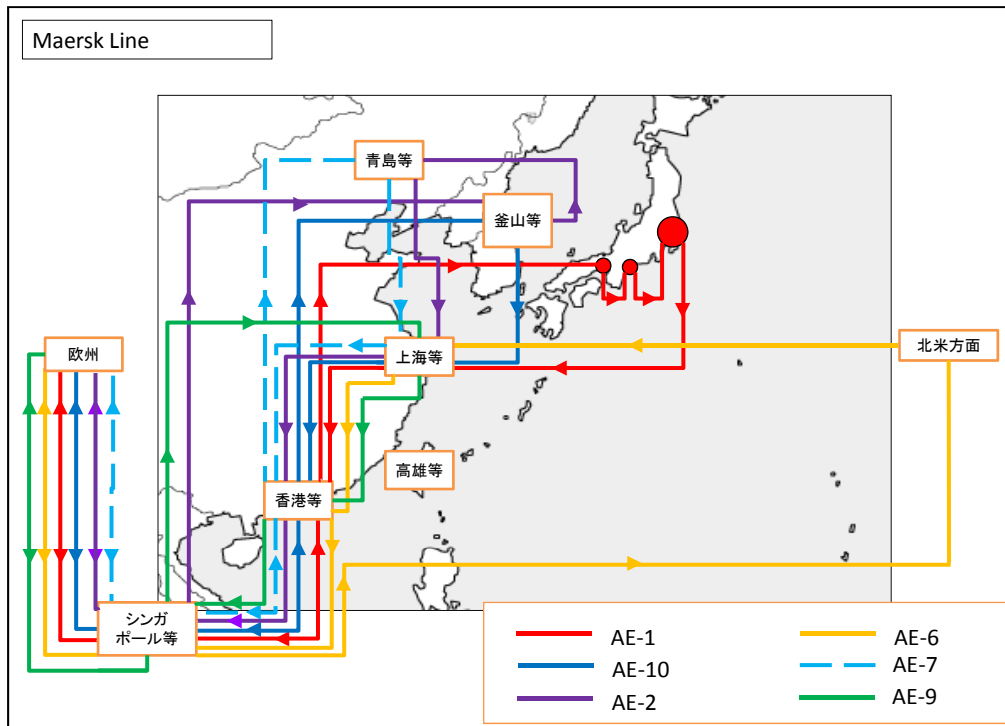 Maersk Line
青島等
釜山等
欧州
上海等
北米方面
高雄等
香港等
シンガ
ポール等
AE-1
AE-6
AE-10
AE-7
AE-2
AE-9